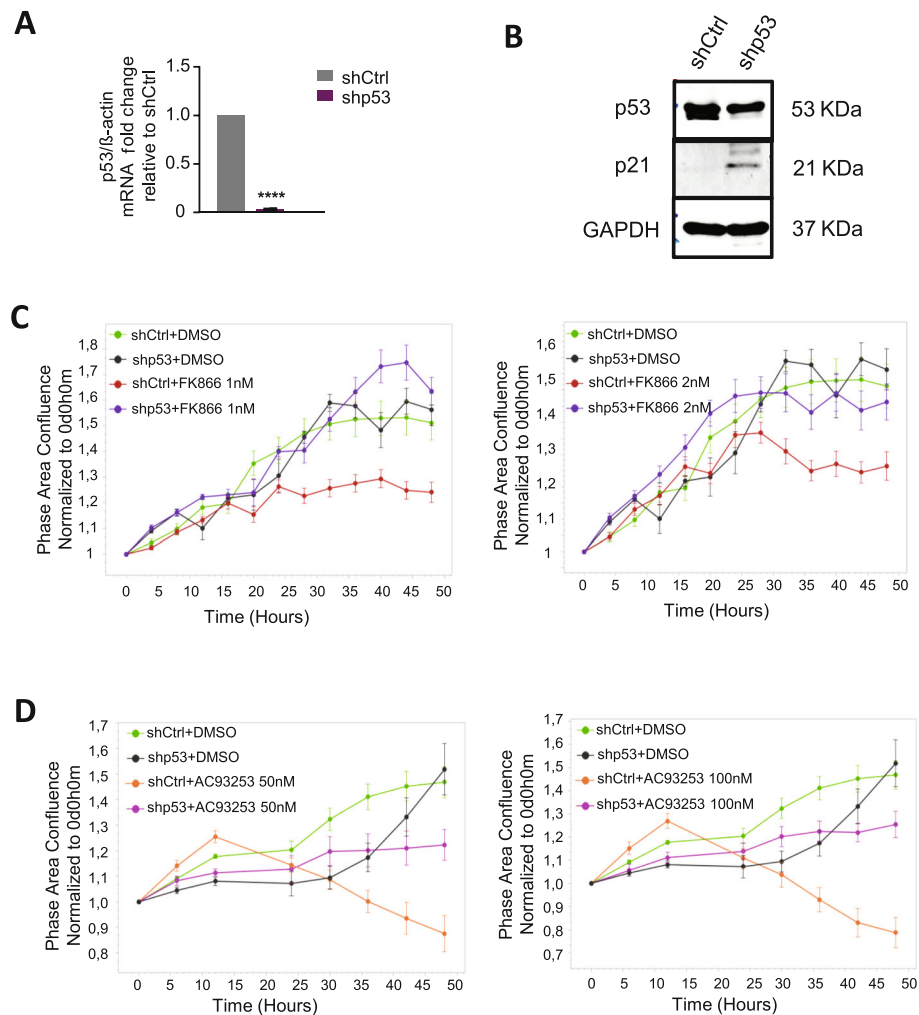 A
p53/ß-actin
mRNA fold change
relative to shCtrl
1.5
1.0
0.5
0
****
shCtrl
shp53
B
shCtrl
shp53
p53
53 KDa
p21
21 KDa
GAPDH
37 KDa
C
Phase Area Confluence
Normalized to 0d0h0m
1,8
1,7
1,6
1,5
1,4
1,3
1,2
1,1
1
shCtrl+DMSO
shp53+DMSO
shCtrl+FK866 1nM
shp53+FK866 1nM
0 5 10 15 20 25 30 35 40 45 50
Time (Hours)
Phase Area Confluence
Normalized to 0d0h0m
1,6
1,5
1,4
1,3
1,2
1,1
1
shCtrl+DMSO
shp53+DMSO
shCtrl+FK866 2nM
shp53+FK866 2nM
0 5 10 15 20 25 30 35 40 45 50
Time (Hours)
D
Phase Area Confluence
Normalized to 0d0h0m
1,7
1,6
1,5
1,4
1,3
1,2
1,1
1,0
0,9
0,8
shCtrl+DMSO
shp53+DMSO
shCtrl+AC93253 50nM
shp53+AC93253 50nM
0 5 10 15 20 25 30 35 40 45 50
Time (Hours)
Phase Area Confluence
Normalized to 0d0h0m
1,7
1,6
1,5
1,4
1,3
1,2
1,1
1,0
0,9
0,8
0,7
shCtrl+DMSO
shp53+DMSO
shCtrl+AC93253 100nM
shp53+AC93253 100nM
0 5 10 15 20 25 30 35 40 45 50
Time (Hours)